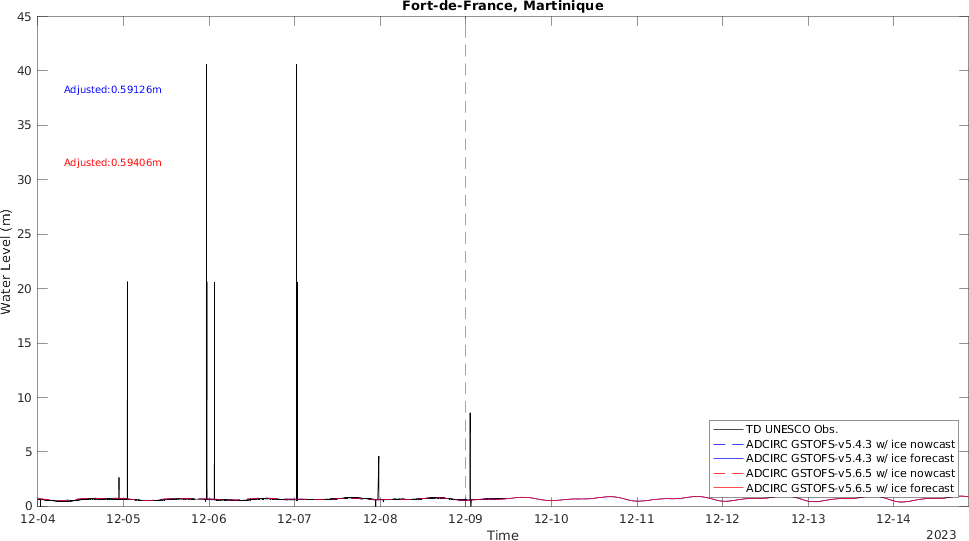 Fort-de-France, Martinique
45
40
35
30
25
20
15
10
5
0
Water Level (m)
Adjusted:0.59126m
Adjusted:0.59406m
TD UNESCO Obs.
ADCIRC GSTOFS-v5.4.3 w/ ice nowcast
ADCIRC GSTOFS-v5.4.3 w/ ice forecast
ADCIRC GSTOFS-v5.6.5 w/ ice nowcast
ADCIRC GSTOFS-v5.6.5 w/ ice forecast
12-04 12-05 12-06 12-07 12-08 12-09 12-10 12-11 12-12 12-13 12-14
Time
2023